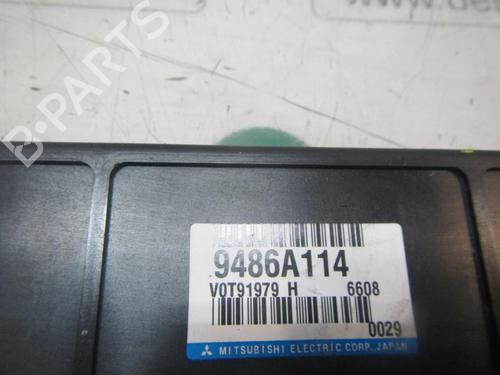 9486A114
V0T91979 H 6608
0029
MITSUBISHI ELECTRIC CORP., JAPAN
B-PARTS